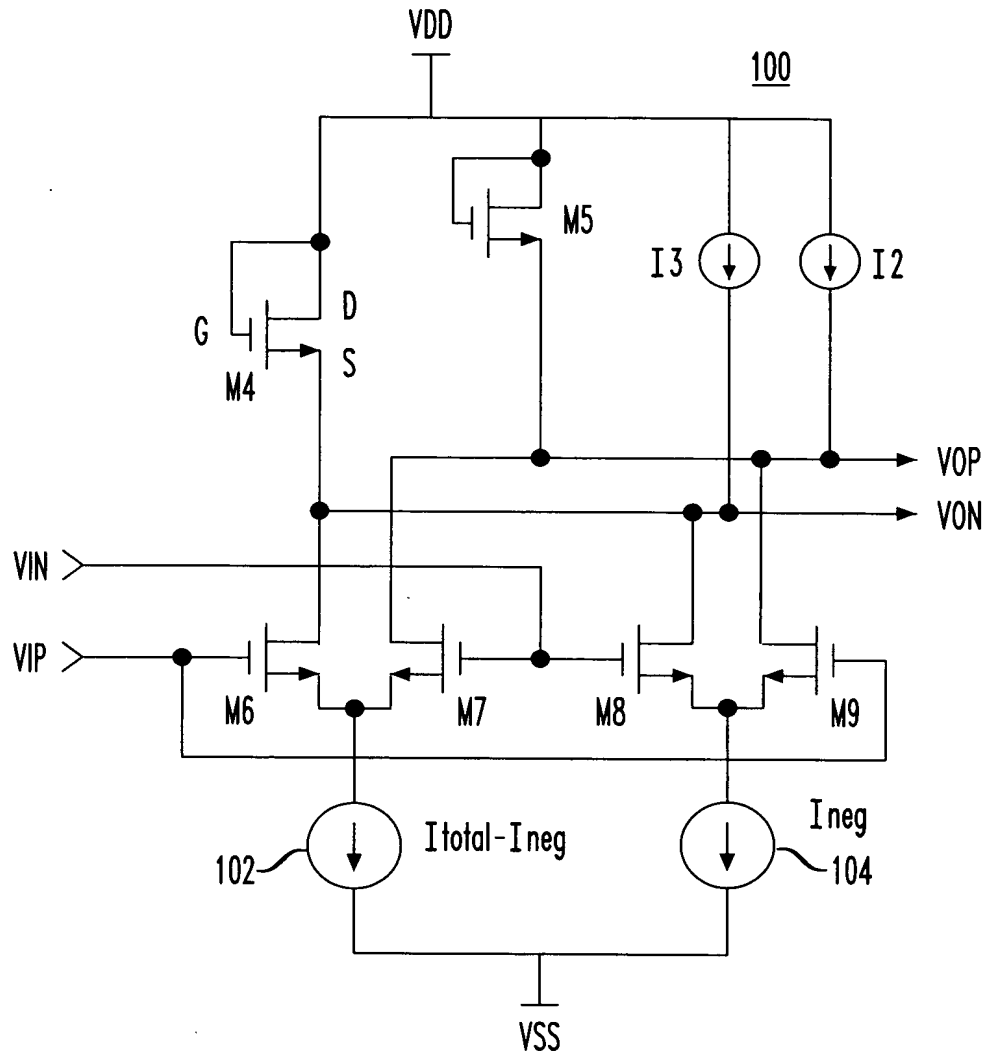 VDD
100
M5
I3
I2
G
D
S
M4
VOP
VON
VIN
VIP
M6
M7
M8
M9
Itotal-Ineg
Ineg
102
104
VSS